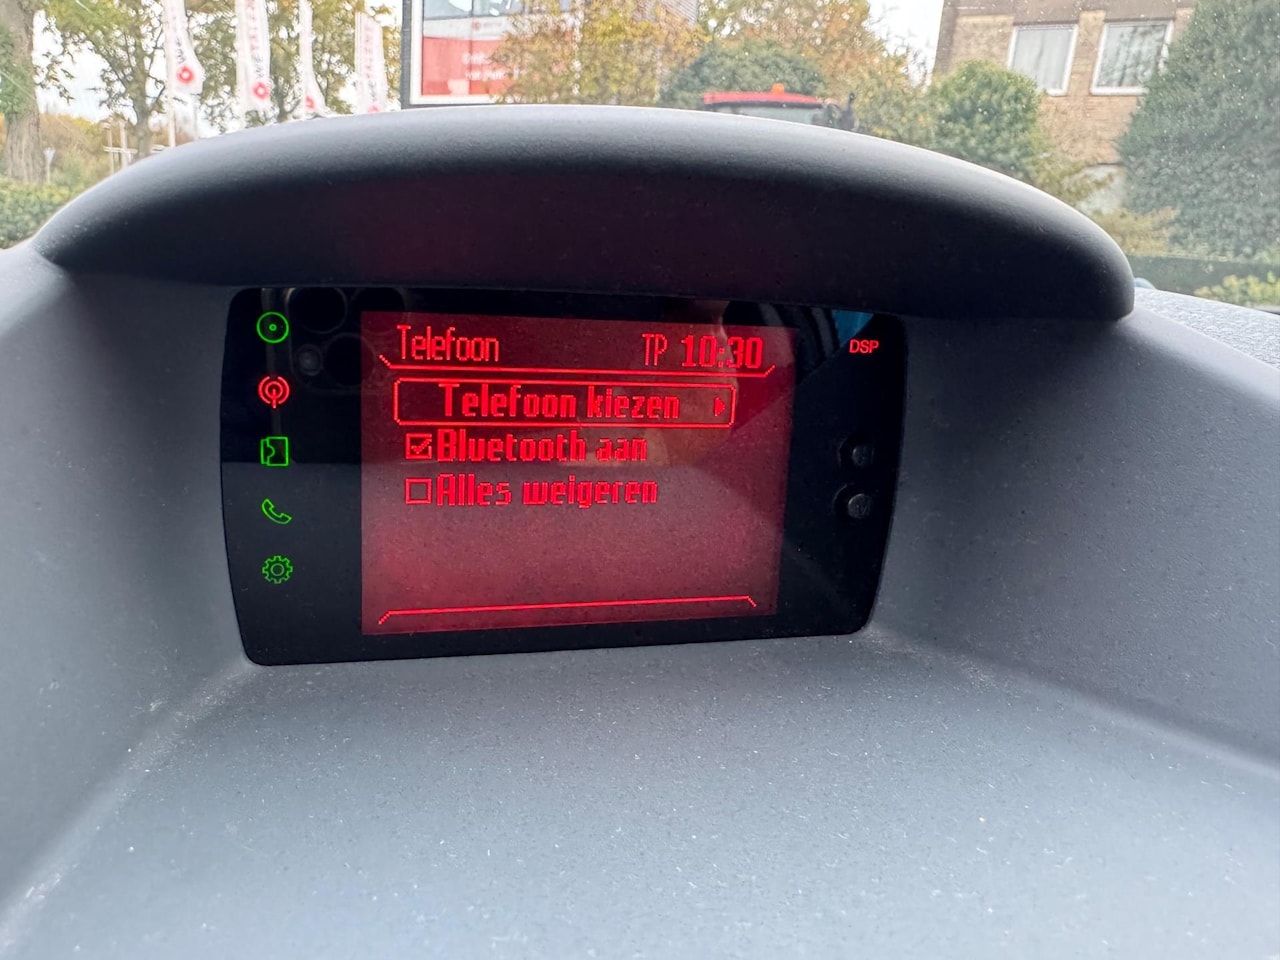 Telefoon TP 10:30
DSP
Telefoon kiezen
Bluetooth aan
Alles weigeren